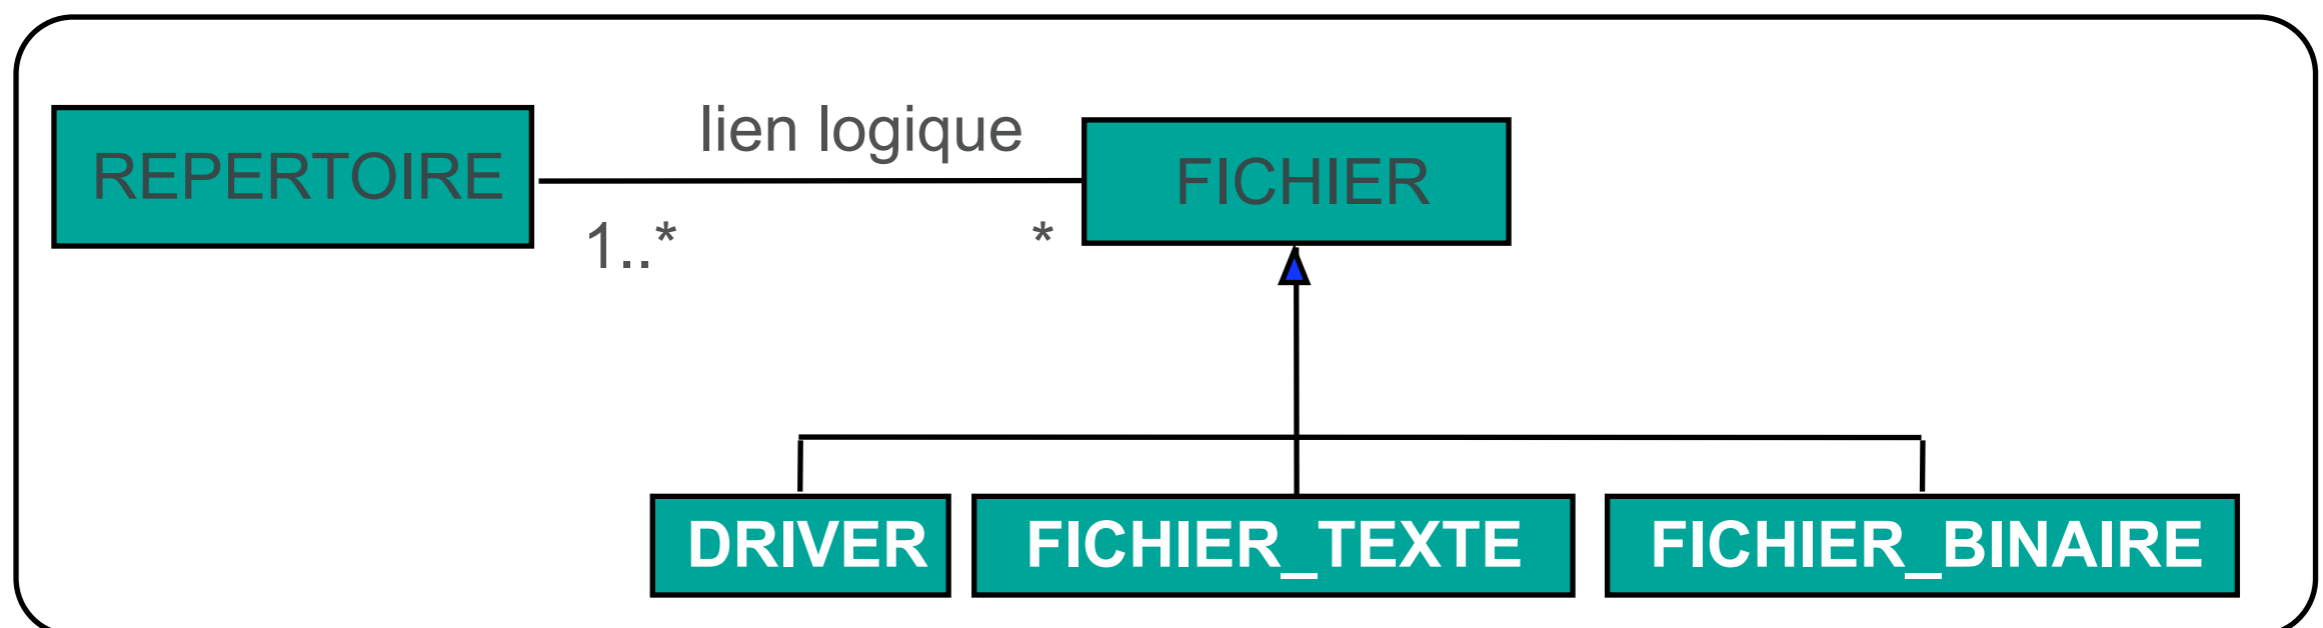 lien logique
REPERTOIRE
FICHIER
1..*
*
DRIVER
FICHIER_TEXTE
FICHIER_BINAIRE